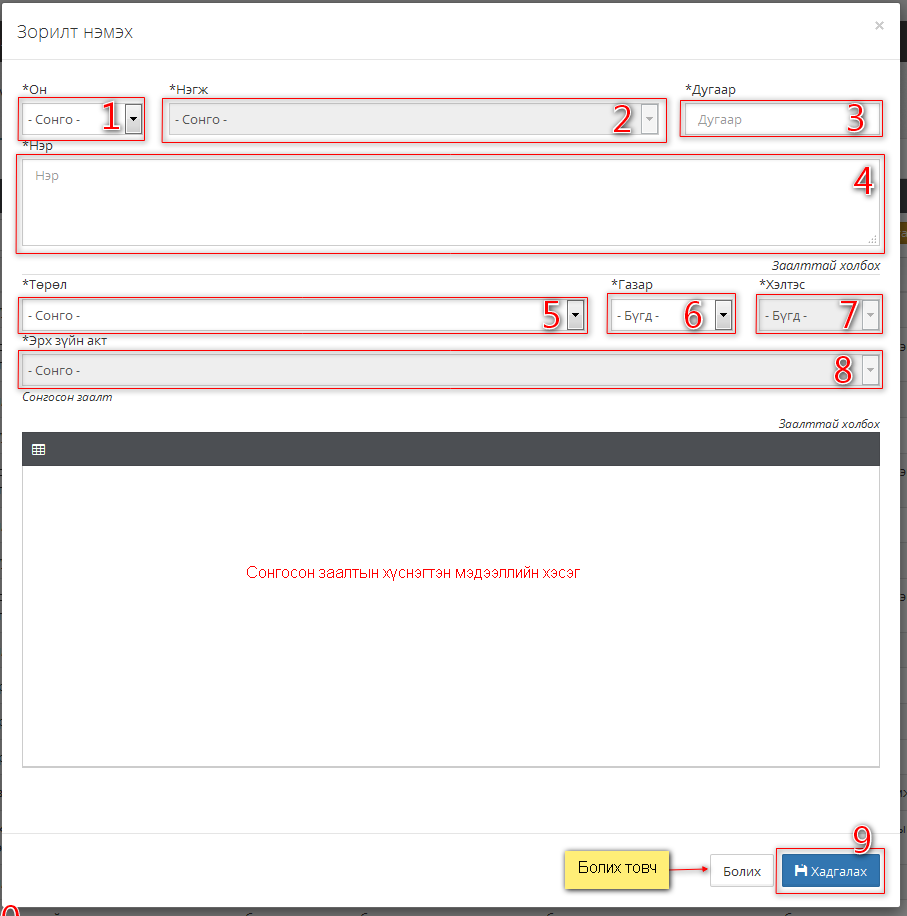 Зорилт нэмэх ×
*Он *Нэгж *Дугаар
- Сонго - 1 - Сонго - 2 Дугаар 3
*Нэр
Нэр 4
Заалттай холбох
*Төрөл *Газар *Хэлтэс
- Сонго - 5 - Бүгд - 6 - Бүгд - 7
*Эрх зүйн акт
- Сонго - 8
Сонгосон заалт
Заалттай холбох
Сонгосон заалтын хүснэгтэн мэдээллийн хэсэг
9
Болих товч Болих Хадгалах